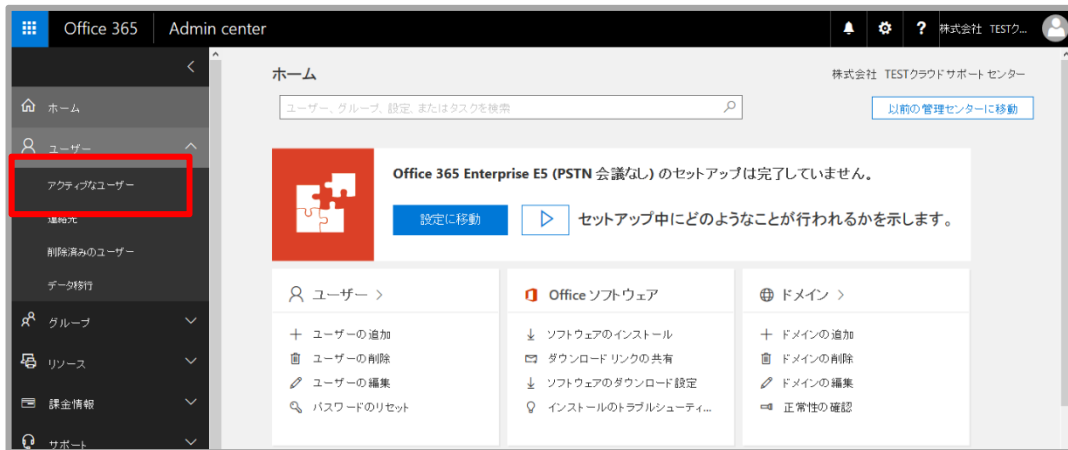 Office 365 Admin center ? 株式会社 TESTク...
ホーム
株式会社 TESTクラウドサポートセンター
ユーザー、グループ、設定、またはタスクを検索
以前の管理センターに移動
ホーム
ユーザー
アクティブなユーザー
連絡先
削除済みのユーザー
データ移行
グループ
リソース
課金情報
サポート
Office 365 Enterprise E5 (PSTN 会議なし) のセットアップは完了していません。
設定に移動
セットアップ中にどのようなことが行われるかを示します。
ユーザー >
ユーザーの追加
ユーザーの削除
ユーザーの編集
パスワードのリセット
Office ソフトウェア
ソフトウェアのインストール
ダウンロード リンクの共有
ソフトウェアのダウンロード設定
インストールのトラブルシューティ...
ドメイン >
ドメインの追加
ドメインの削除
ドメインの編集
正常性の確認